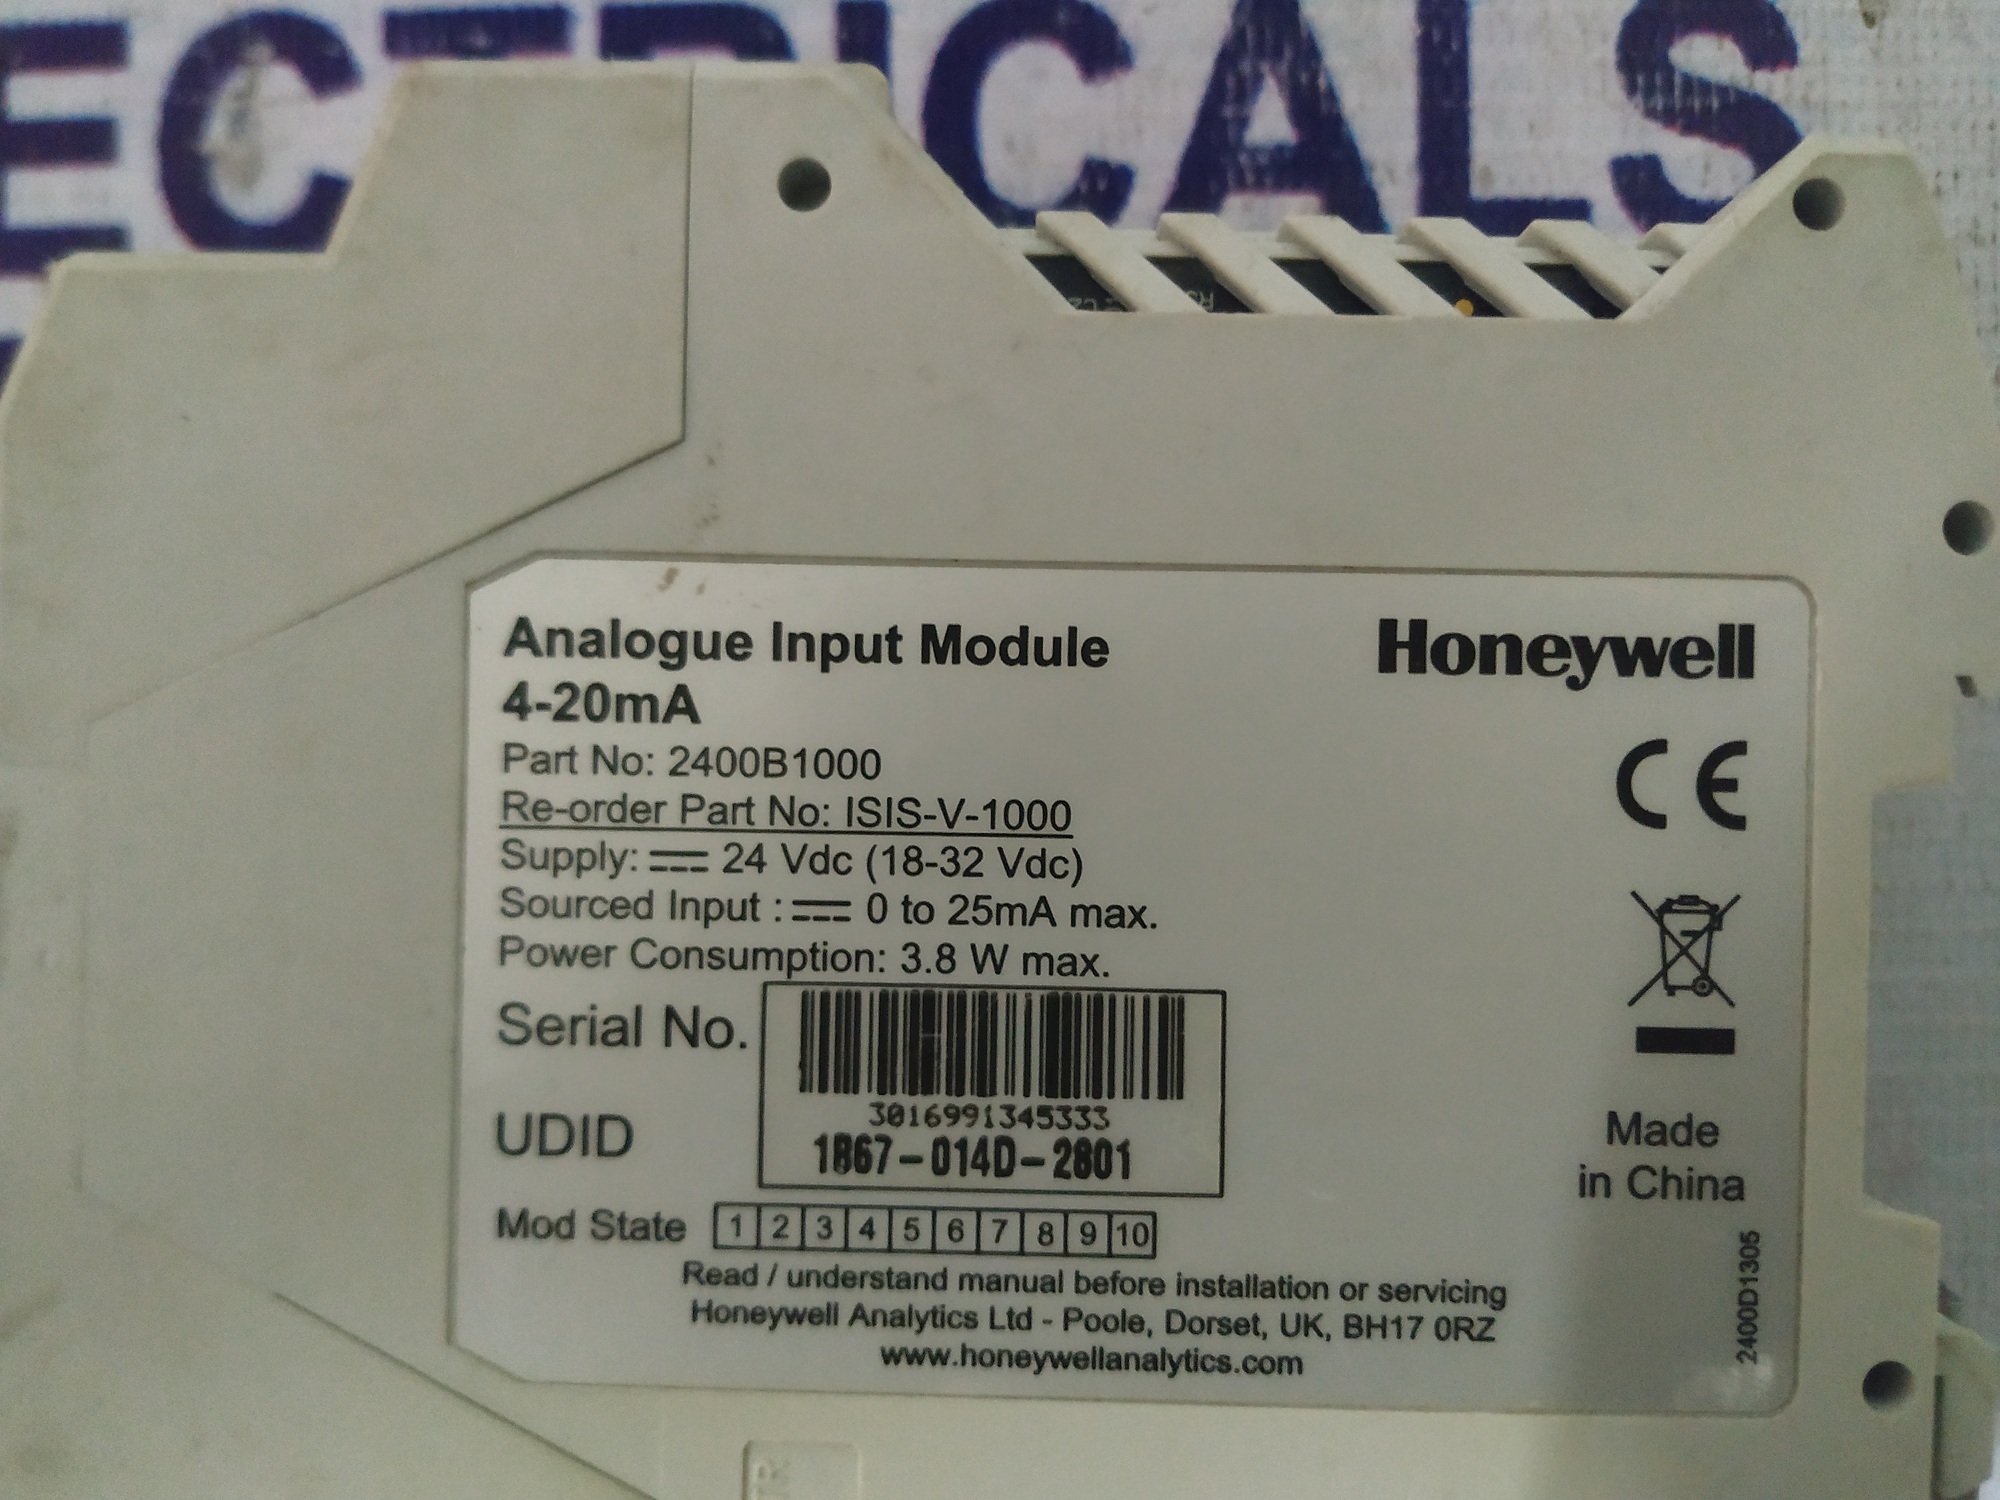 ECTRICALS
Analogue Input Module
4-20mA
Honeywell
Part No: 2400B1000
Re-order Part No: ISIS-V-1000
Supply: 24 Vdc (18-32 Vdc)
Sourced Input : 0 to 25mA max.
Power Consumption: 3.8 W max.
CE
Serial No.
3016991345333
UDID
1867-014D-2801
Mod State 1 2 3 4 5 6 7 8 9 10
Made
in China
Read / understand manual before installation or servicing
Honeywell Analytics Ltd - Poole, Dorset, UK, BH17 0RZ
www.honeywellanalytics.com
2400D1305